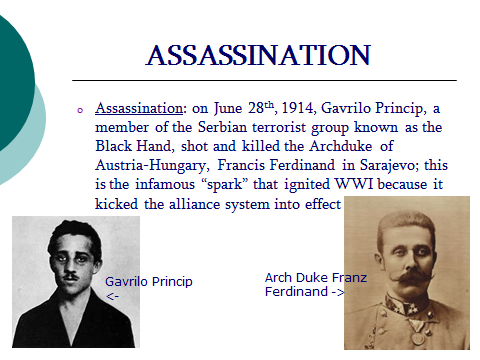 ASSASSINATION
Assassination: on June 28th, 1914, Gavrilo Princip, a
member of the Serbian terrorist group known as the
Black Hand, shot and killed the Archduke of
Austria-Hungary, Francis Ferdinand in Sarajevo; this
is the infamous “spark” that ignited WWI because it
kicked the alliance system into effect
Gavrilo Princip
<-
Arch Duke Franz
Ferdinand ->